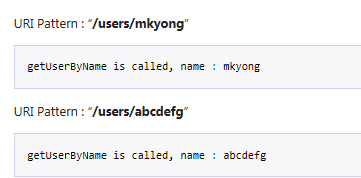 URI Pattern : “/users/mkyong”
getUserByName is called, name : mkyong
URI Pattern : “/users/abcdefg”
getUserByName is called, name : abcdefg